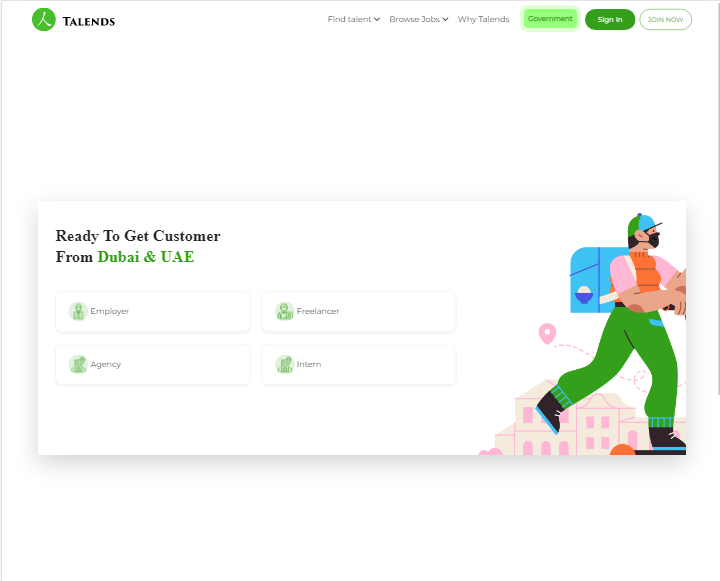 TALENDS
Find talent
Browse Jobs
Why Talends
Government
Sign In
JOIN NOW
Ready To Get Customer
From Dubai & UAE
Employer
Freelancer
Agency
Intern